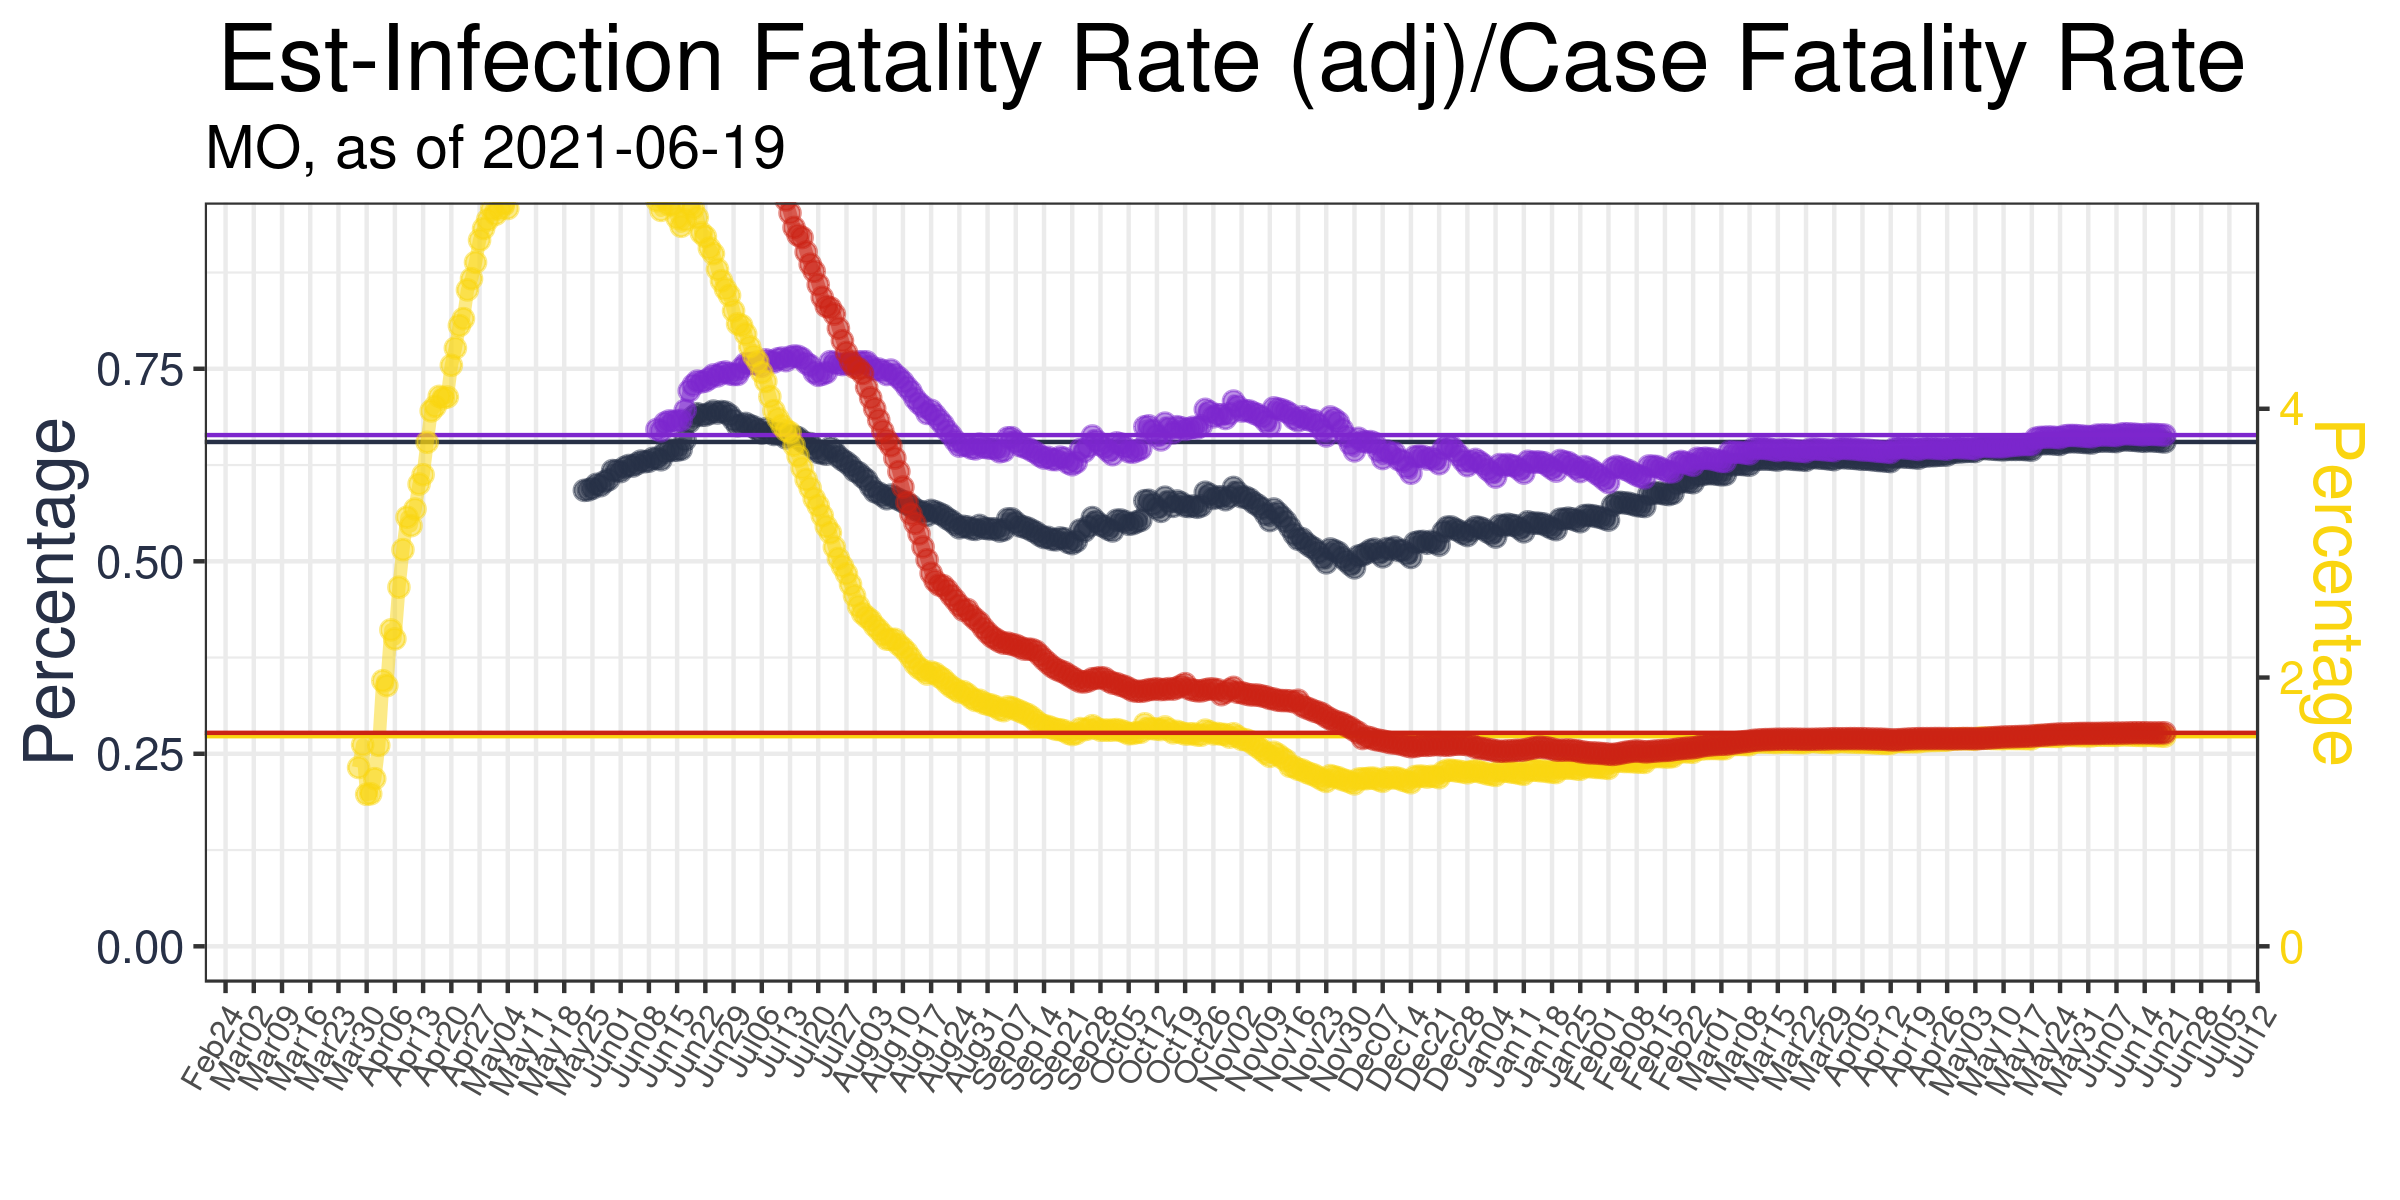 Est-Infection Fatality Rate (adj)/Case Fatality Rate
MO, as of 2021-06-19
Percentage
0.75
0.50
0.25
0.00
4
2
0
Percentage
Feb24
Mar02
Mar09
Mar16
Mar23
Mar30
Apr06
Apr13
Apr20
Apr27
May04
May11
May18
May25
Jun01
Jun08
Jun15
Jun22
Jun29
Jul06
Jul13
Jul20
Jul27
Aug03
Aug10
Aug17
Aug24
Aug31
Sep07
Sep14
Sep21
Sep28
Oct05
Oct12
Oct19
Oct26
Nov02
Nov09
Nov16
Nov23
Nov30
Dec07
Dec14
Dec21
Dec28
Jan04
Jan11
Jan18
Jan25
Feb01
Feb08
Feb15
Feb22
Mar01
Mar08
Mar15
Mar22
Mar29
Apr05
Apr12
Apr19
Apr26
May03
May10
May17
May24
May31
Jun07
Jun14
Jun21
Jun28
Jul05
Jul12